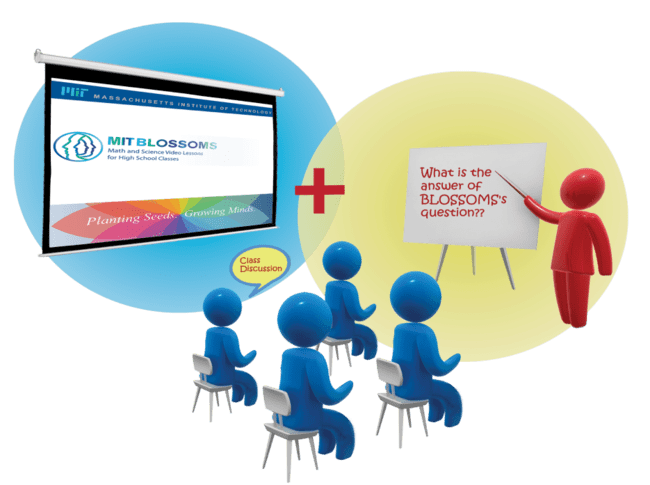 MIT MASSACHUSETTS INSTITUTE OF TECHNOLOGY
MIT BLOSSOMS
Math and Science Video Lessons
for High School Classes
Planting Seeds, Growing Minds
What is the
answer of
BLOSSOMS's
question??
Class
Discussion